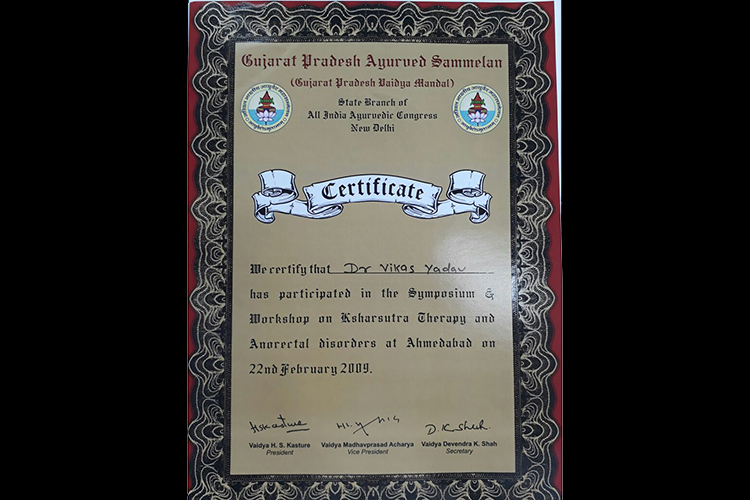 Gujarat Pradesh Ayurved Sammelan
(Gujarat Pradesh Vaidya Mandal)
State Branch of
All India Ayurvedic Congress
New Delhi
Certificate
We certify that Dr Vikas Yadav
has participated in the Symposium &
Workshop on Ksharsutra Therapy and
Anorectal disorders at Ahmedabad on
22nd February 2009.
HSKasture D. K. Shah.
Vaidya H. S. Kasture Vaidya Madhavprasad Acharya Vaidya Devendra K. Shah
President Vice President Secretary